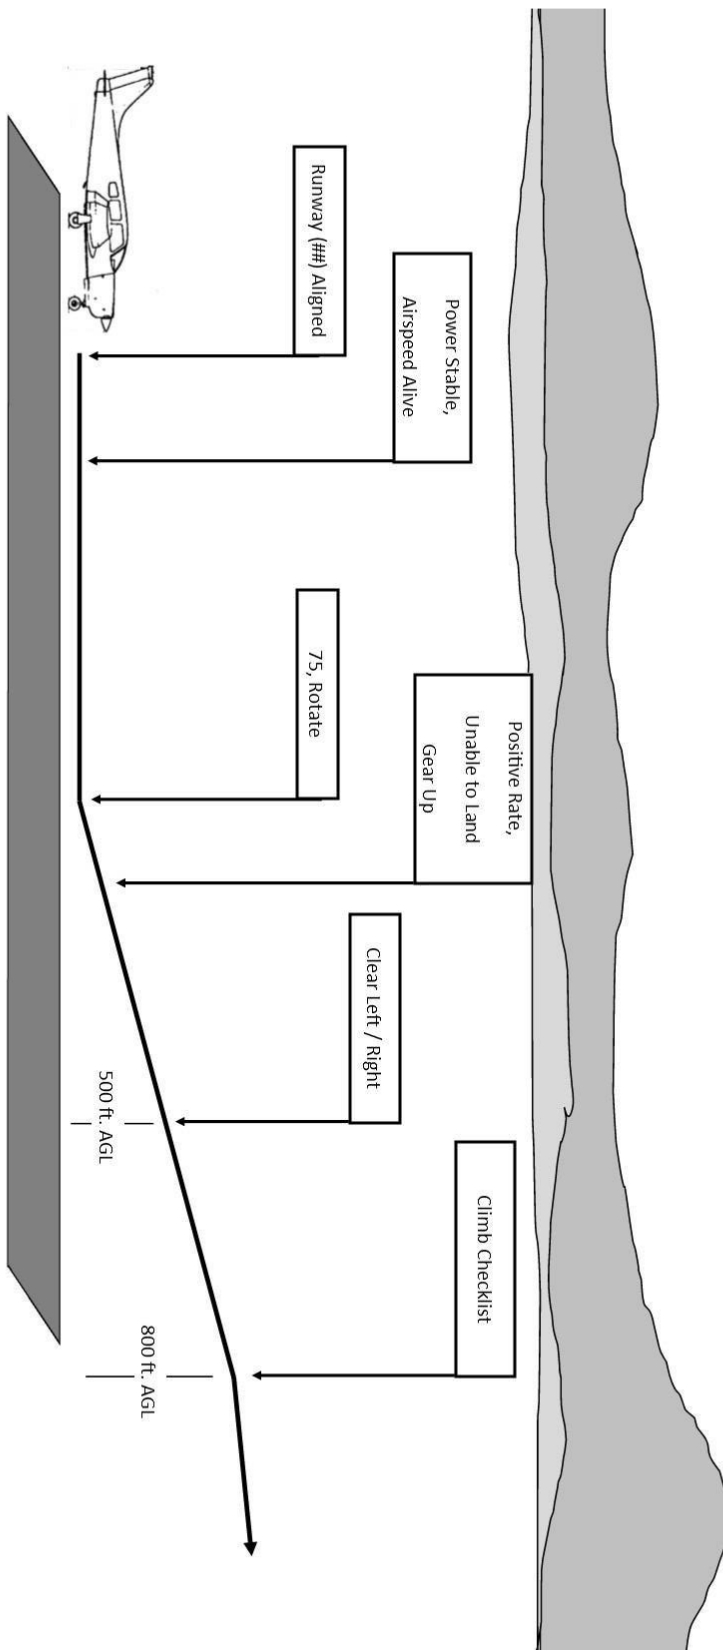 Runway (##) Aligned
Power Stable,
Airspeed Alive
75, Rotate
Positive Rate,
Unable to Land
Gear Up
Clear Left / Right
500 ft. AGL
Climb Checklist
800 ft. AGL